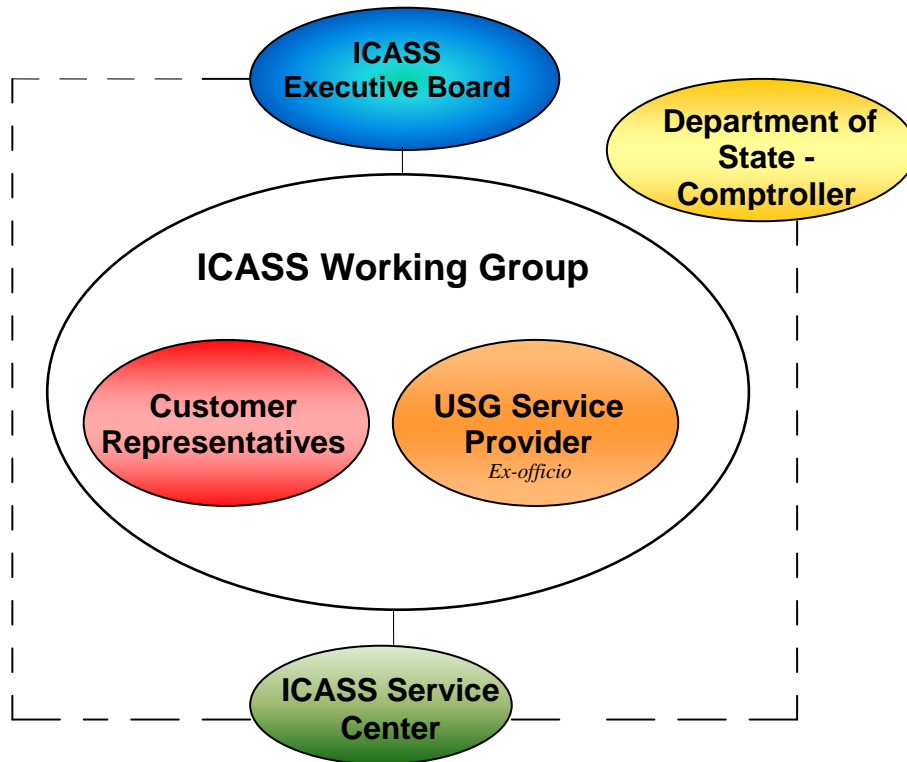 ICASS
Executive Board
Department of
State -
Comptroller
ICASS Working Group
Customer
Representatives
USG Service
Provider
Ex-officio
ICASS Service
Center